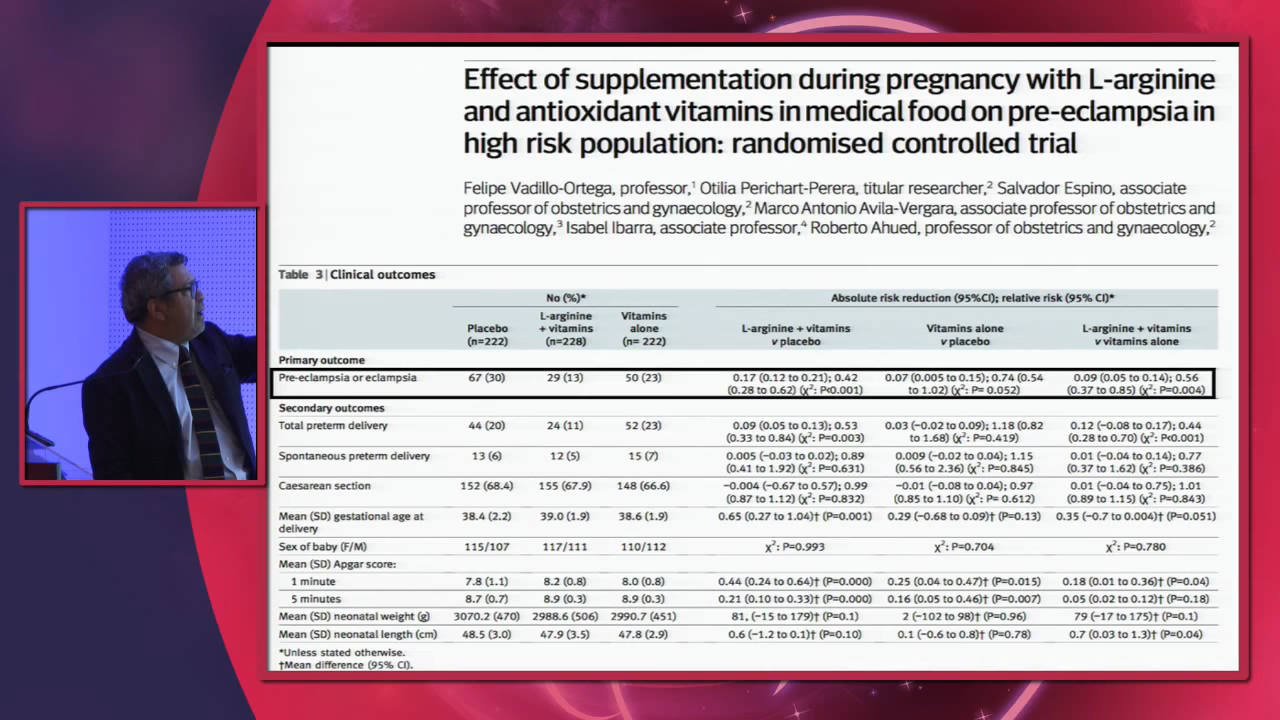 Effect of supplementation during pregnancy with L-arginine
and antioxidant vitamins in medical food on pre-eclampsia in
high risk population: randomised controlled trial
Felipe Vadillo-Ortega, professor,¹ Otilia Perichart-Perera, titular researcher,² Salvador Espino, associate
professor of obstetrics and gynaecology,² Marco Antonio Avila-Vergara, associate professor of obstetrics and
gynaecology,³ Isabel Ibarra, associate professor,⁴ Roberto Ahued, professor of obstetrics and gynaecology,²
Table 3 | Clinical outcomes
No (%)* Absolute risk reduction (95%CI); relative risk (95% CI)*
Placebo (n=222) L-arginine + vitamins (n=228) Vitamins alone (n= 222) L-arginine + vitamins v placebo Vitamins alone v placebo L-arginine + vitamins v vitamins alone
Primary outcome
Pre-eclampsia or eclampsia 67 (30) 29 (13) 50 (23) 0.17 (0.12 to 0.21); 0.42 (0.28 to 0.62) (χ²: P<0.001) 0.07 (0.005 to 0.15); 0.74 (0.54 to 1.02) (χ²: P= 0.052) 0.09 (0.05 to 0.14); 0.56 (0.37 to 0.85) (χ²: P=0.004)
Secondary outcomes
Total preterm delivery 44 (20) 24 (11) 52 (23) 0.09 (0.05 to 0.13); 0.53 (0.33 to 0.84) (χ²: P=0.003) 0.03 (−0.02 to 0.09); 1.18 (0.82 to 1.68) (χ²: P=0.419) 0.12 (−0.08 to 0.17); 0.44 (0.28 to 0.70) (χ²: P<0.001)
Spontaneous preterm delivery 13 (6) 12 (5) 15 (7) 0.005 (−0.03 to 0.02); 0.89 (0.41 to 1.92) (χ²: P=0.631) 0.009 (−0.02 to 0.04); 1.15 (0.56 to 2.36) (χ²: P=0.845) 0.01 (−0.04 to 0.14); 0.77 (0.37 to 1.62) (χ²: P=0.386)
Caesarean section 152 (68.4) 155 (67.9) 148 (66.6) −0.004 (−0.67 to 0.57); 0.99 (0.87 to 1.12) (χ²: P=0.832) −0.01 (−0.08 to 0.04); 0.97 (0.85 to 1.10) (χ²: P= 0.612) 0.01 (−0.04 to 0.75); 1.01 (0.89 to 1.15) (χ²: P=0.843)
Mean (SD) gestational age at delivery 38.4 (2.2) 39.0 (1.9) 38.6 (1.9) 0.65 (0.27 to 1.04)† (P=0.001) 0.29 (−0.68 to 0.09)† (P=0.13) 0.35 (−0.7 to 0.004)† (P=0.051)
Sex of baby (F/M) 115/107 117/111 110/112 χ²: P=0.993 χ²: P=0.704 χ²: P=0.780
Mean (SD) Apgar score:
1 minute 7.8 (1.1) 8.2 (0.8) 8.0 (0.8) 0.44 (0.24 to 0.64)† (P=0.000) 0.25 (0.04 to 0.47)† (P=0.015) 0.18 (0.01 to 0.36)† (P=0.04)
5 minutes 8.7 (0.7) 8.9 (0.3) 8.9 (0.3) 0.21 (0.10 to 0.33)† (P=0.000) 0.16 (0.05 to 0.46)† (P=0.007) 0.05 (0.02 to 0.12)† (P=0.18)
Mean (SD) neonatal weight (g) 3070.2 (470) 2988.6 (506) 2990.7 (451) 81, (−15 to 179)† (P=0.1) 2 (−102 to 98)† (P=0.96) 79 (−17 to 175)† (P=0.1)
Mean (SD) neonatal length (cm) 48.5 (3.0) 47.9 (3.5) 47.8 (2.9) 0.6 (−1.2 to 0.1)† (P=0.10) 0.1 (−0.6 to 0.8)† (P=0.78) 0.7 (0.03 to 1.3)† (P=0.04)
*Unless stated otherwise.
†Mean difference (95% CI).